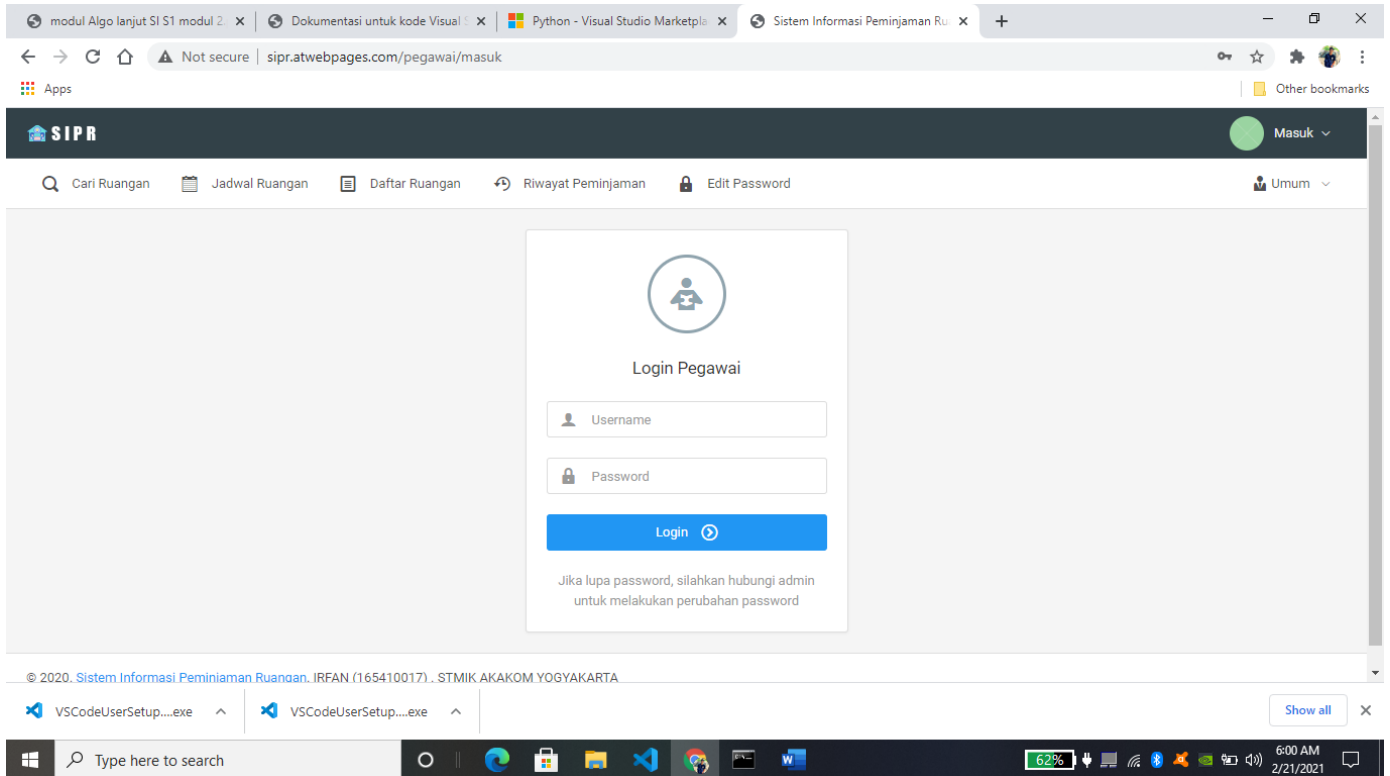 modul Algo lanjut SI S1 modul 2.
Dokumentasi untuk kode Visual S
Python - Visual Studio Marketpla
Sistem Informasi Peminjaman Ru
Not secure | sipr.atwebpages.com/pegawai/masuk
Apps
Other bookmarks
SIPR
Masuk
Cari Ruangan
Jadwal Ruangan
Daftar Ruangan
Riwayat Peminjaman
Edit Password
Umum
Login Pegawai
Username
Password
Login
Jika lupa password, silahkan hubungi admin
untuk melakukan perubahan password
© 2020. Sistem Informasi Peminjaman Ruangan. IRFAN (165410017) . STMIK AKAKOM YOGYAKARTA
VSCodeUserSetup....exe
VSCodeUserSetup....exe
Show all
Type here to search
62%
6:00 AM
2/21/2021